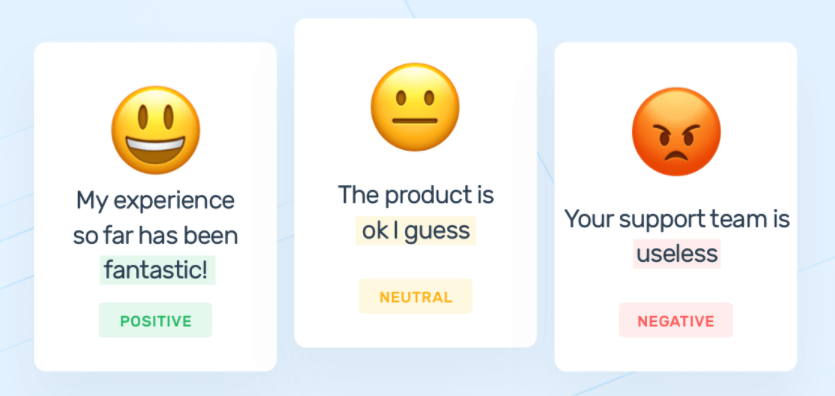 My experience
so far has been
fantastic!
POSITIVE
The product is
ok I guess
NEUTRAL
Your support team is
useless
NEGATIVE